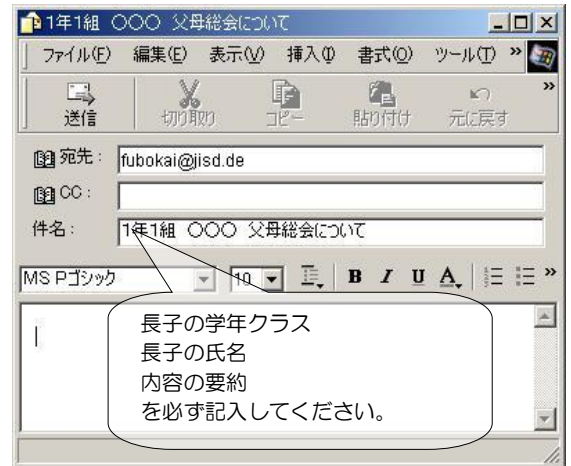 1年1組 〇〇〇 父母総会について
ファイル(F) 編集(E) 表示(V) 挿入(I) 書式(O) ツール(T) »
送信 切り取り コピー 貼り付け 元に戻す »
宛先: fubokai@jisd.de
CC:
件名: 1年1組 〇〇〇 父母総会について
MS Pゴシック 10 B I U A »
長子の学年クラス
長子の氏名
内容の要約
を必ず記入してください。